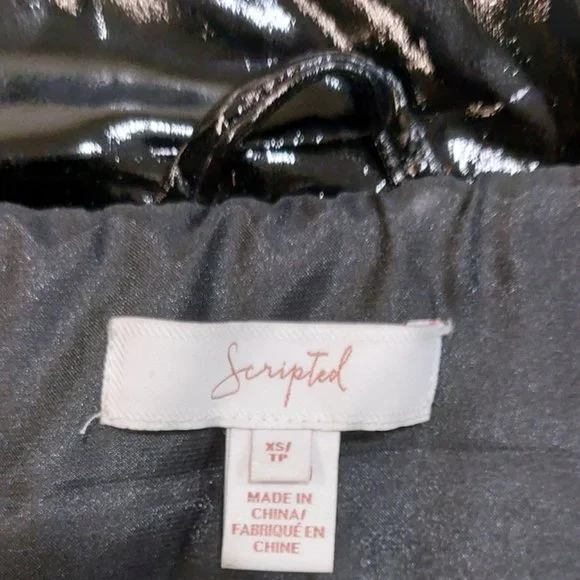 Scripted
XS/
TP
MADE IN
CHINA/
FABRIQUÉ EN
CHINE